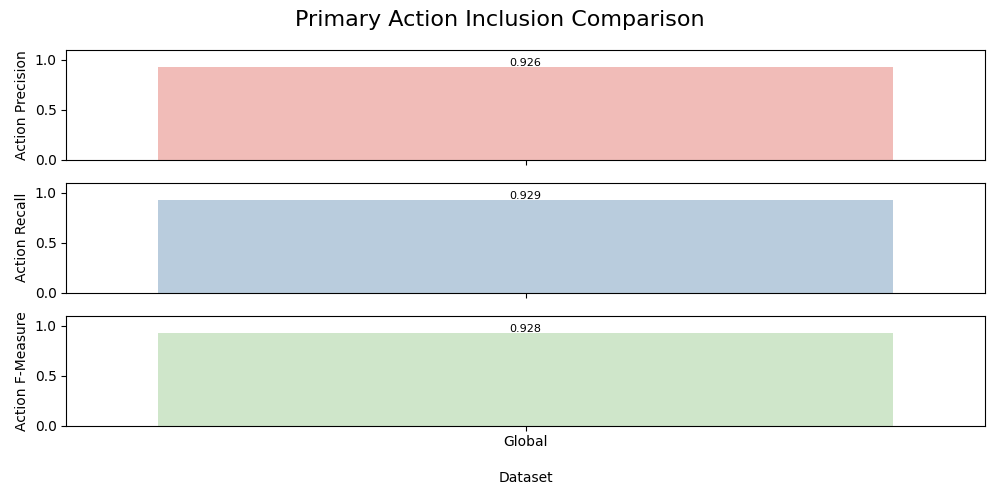 Primary Action Inclusion Comparison
Action Precision
1.0
0.5
0.0
0.926
Action Recall
1.0
0.5
0.0
0.929
Action F-Measure
1.0
0.5
0.0
0.928
Global
Dataset